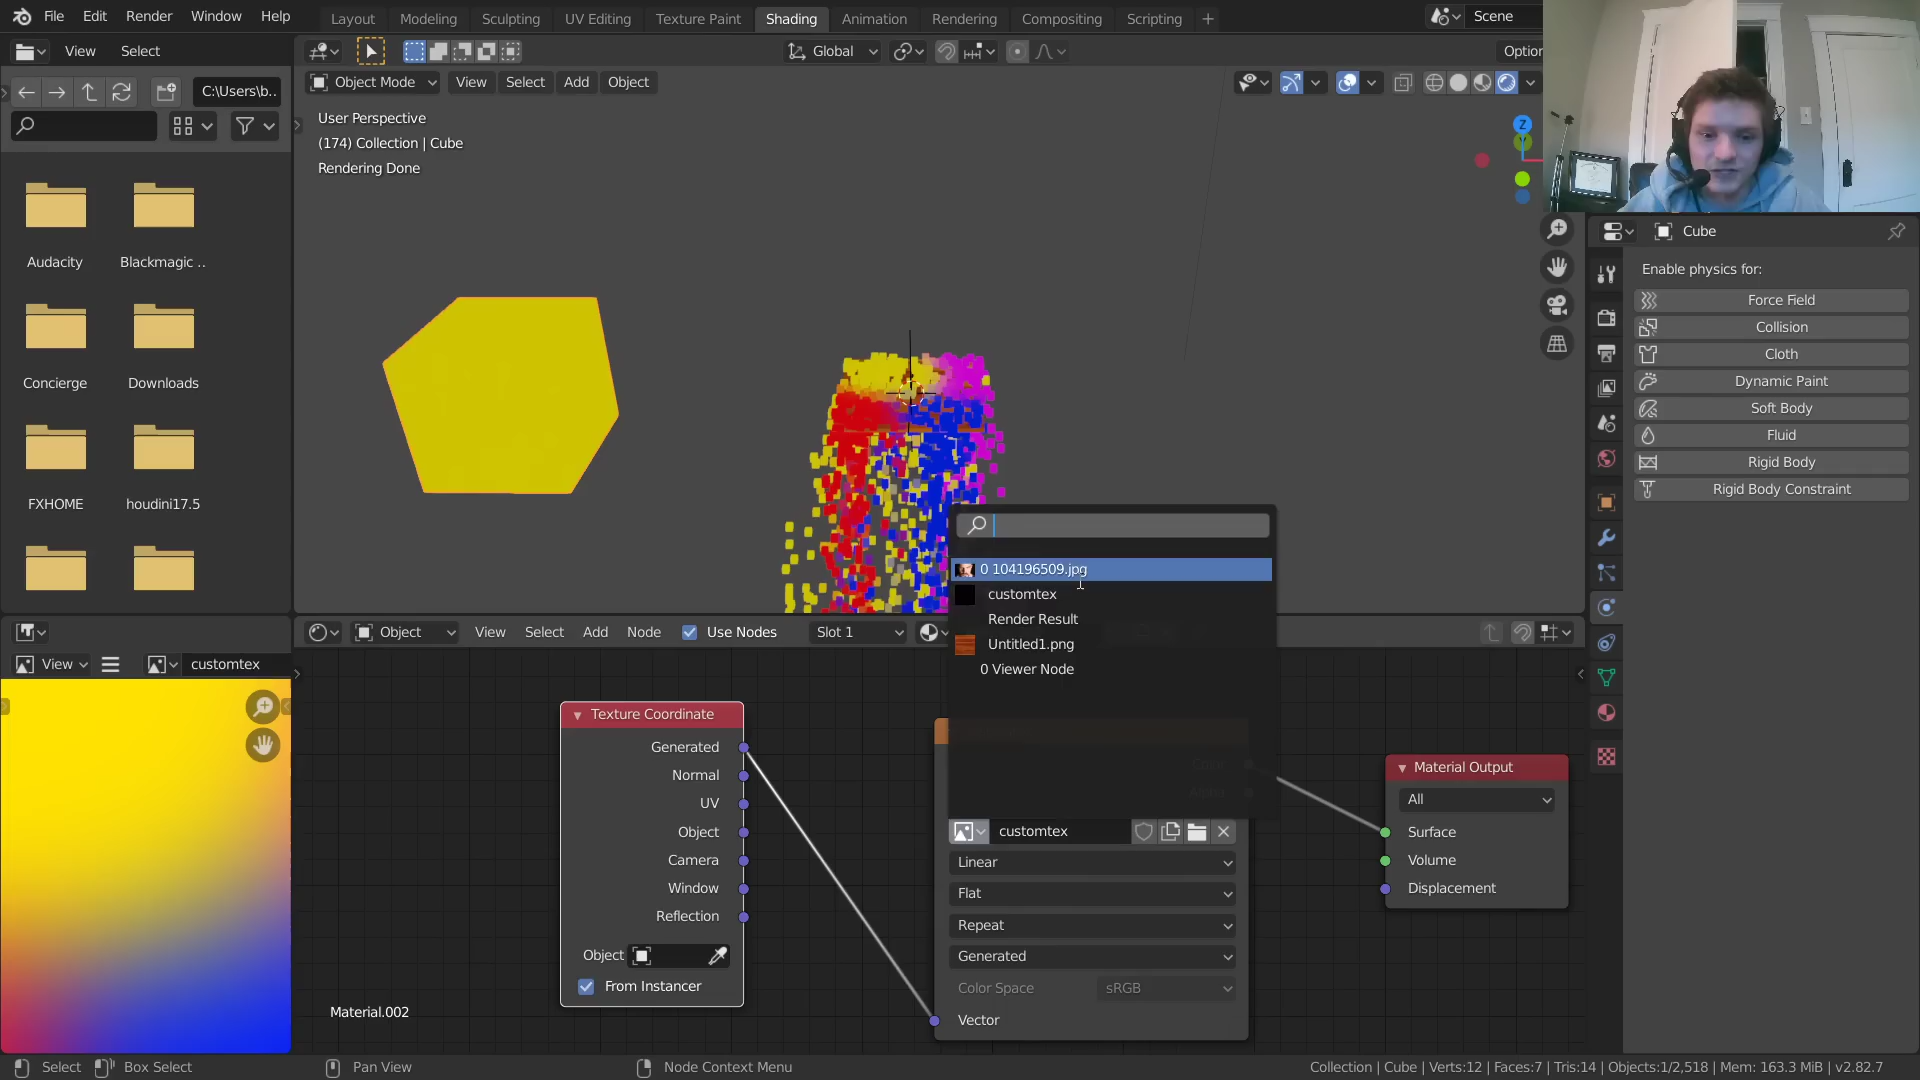 File Edit Render Window Help
Layout Modeling Sculpting UV Editing Texture Paint Shading Animation Rendering Compositing Scripting
Scene
View Select
Global
Optior
C:\Users\b..
Object Mode View Select Add Object
User Perspective
(174) Collection | Cube
Rendering Done
Z
Audacity
Blackmagic ..
Concierge
Downloads
FXHOME
houdini17.5
Cube
Enable physics for:
Force Field
Collision
Cloth
Dynamic Paint
Soft Body
Fluid
Rigid Body
Rigid Body Constraint
0 104196509.jpg
customtex
Render Result
Untitled1.png
0 Viewer Node
Object View Select Add Node Use Nodes Slot 1
View customtex
Texture Coordinate
Generated
Normal
UV
Object
Camera
Window
Reflection
Object
From Instancer
Color
Alpha
customtex
Linear
Flat
Repeat
Generated
Color Space sRGB
Vector
Material Output
All
Surface
Volume
Displacement
Material.002
Select Box Select Pan View Node Context Menu
Collection | Cube | Verts:12 | Faces:7 | Tris:14 | Objects:1/2,518 | Mem: 163.3 MiB | v2.82.7